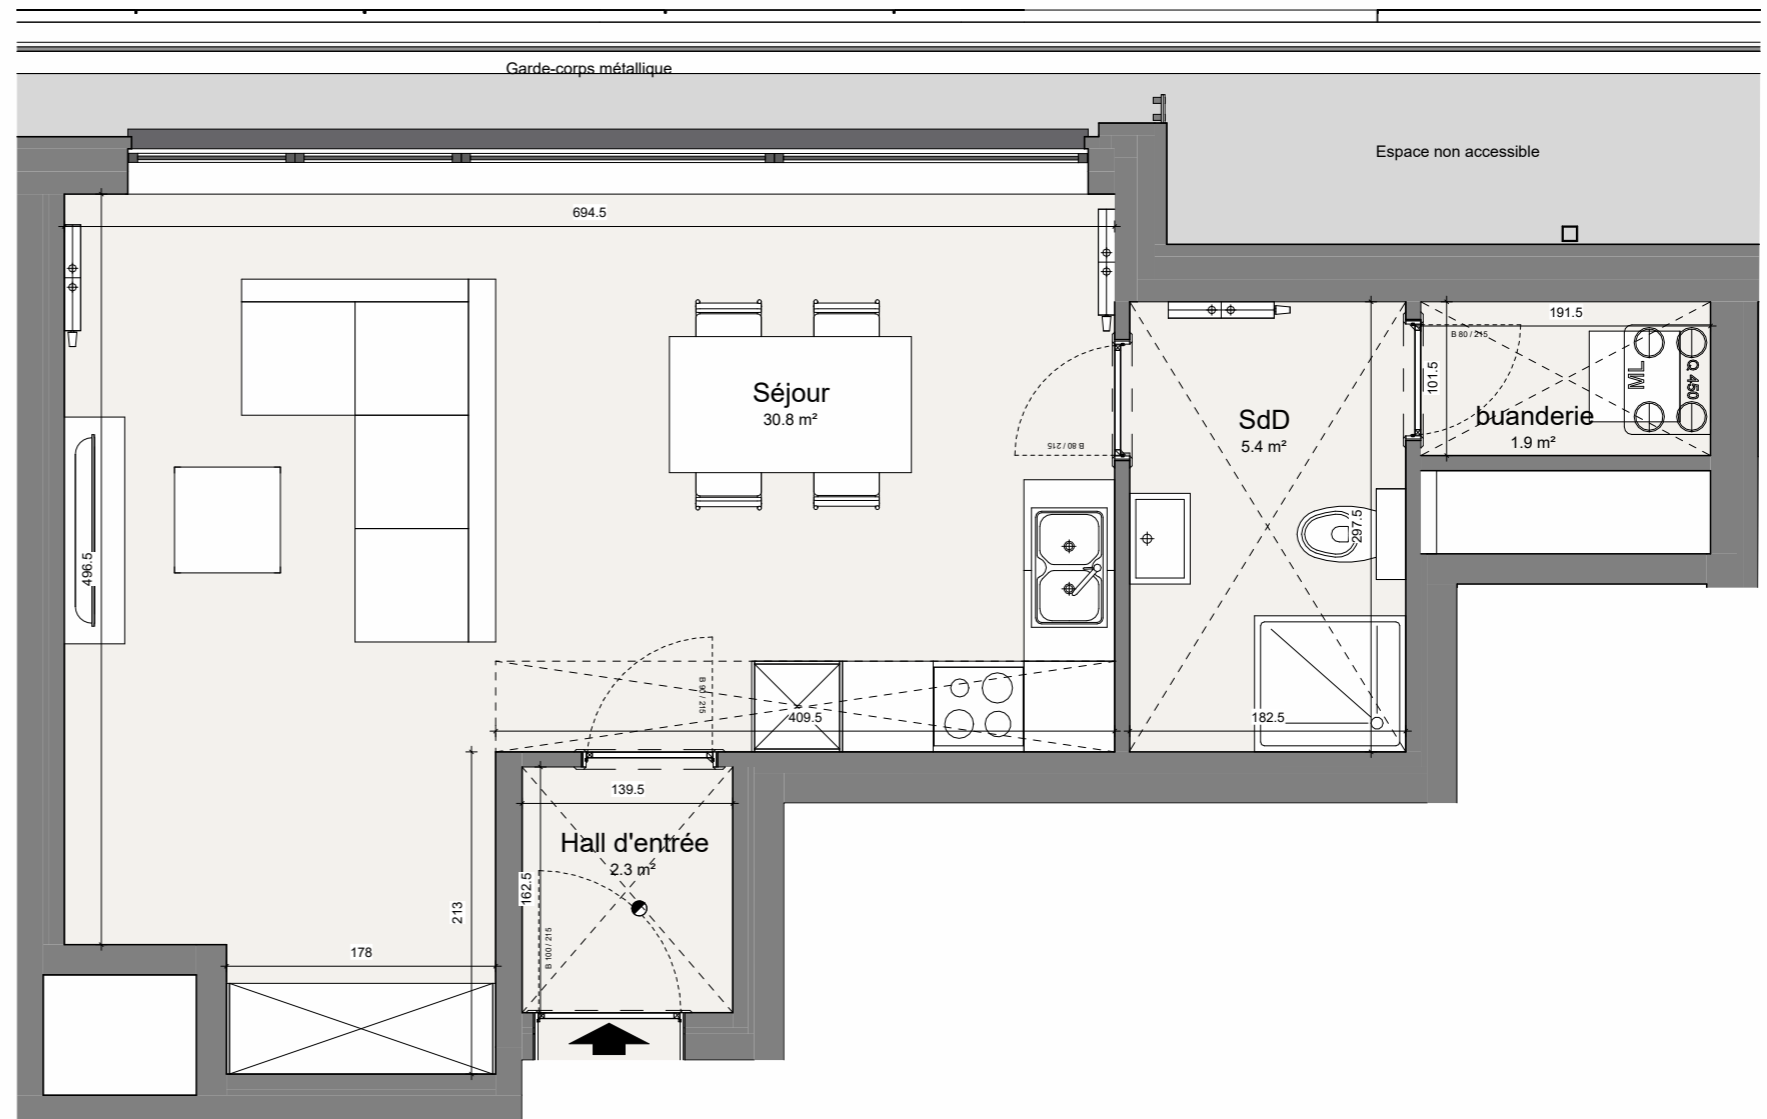 Garde-corps métallique
Espace non accessible
694.5
191.5
B 80 / 215
101.5
ML
Q 450
buanderie
1.9 m²
Séjour
30.8 m²
B 80 / 215
SdD
5.4 m²
297.5
496.5
B 90 / 215
409.5
182.5
139.5
Hall d'entrée
2.3 m²
162.5
213
B 100 / 215
178